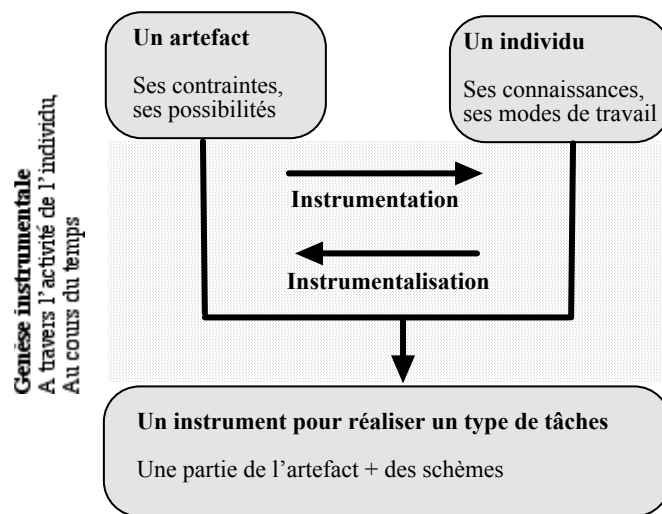 Un artefact
Ses contraintes,
ses possibilités
Un individu
Ses connaissances,
ses modes de travail
Genèse instrumentale
A travers l'activité de l'individu,
Au cours du temps
Instrumentation
Instrumentalisation
Un instrument pour réaliser un type de tâches
Une partie de l'artefact + des schèmes